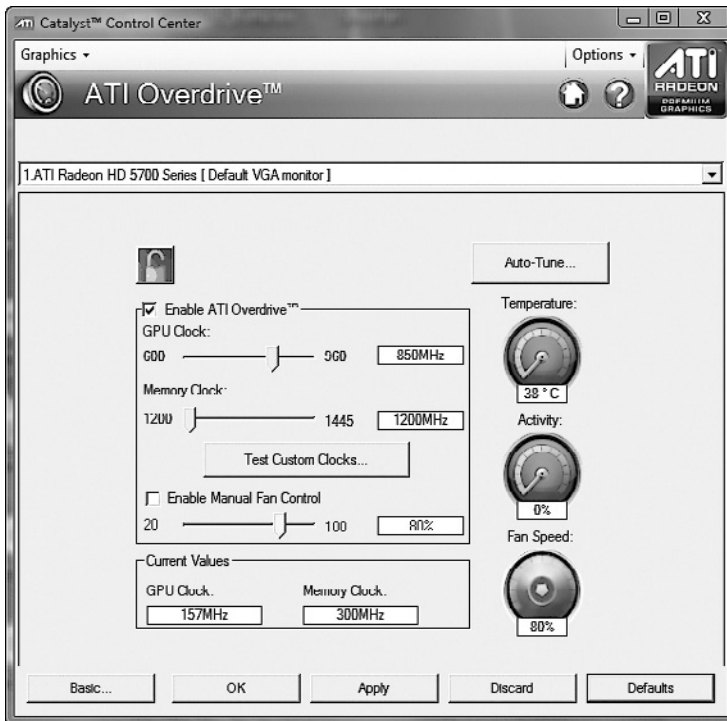 ATI Catalyst™ Control Center
Graphics
Options
ATI
RADEON
PREMIUM
GRAPHICS
ATI Overdrive™
1.ATI Radeon HD 5700 Series [ Default VGA monitor ]
Auto-Tune...
Enable ATI Overdrive™
GPU Clock:
600
960
850MHz
Memory Clock:
1200
1445
1200MHz
Test Custom Clocks...
Enable Manual Fan Control
20
100
80%
Temperature:
38 °C
Activity:
0%
Fan Speed:
80%
Current Values
GPU Clock:
Memory Clock:
157MHz
300MHz
Basic...
OK
Apply
Discard
Defaults